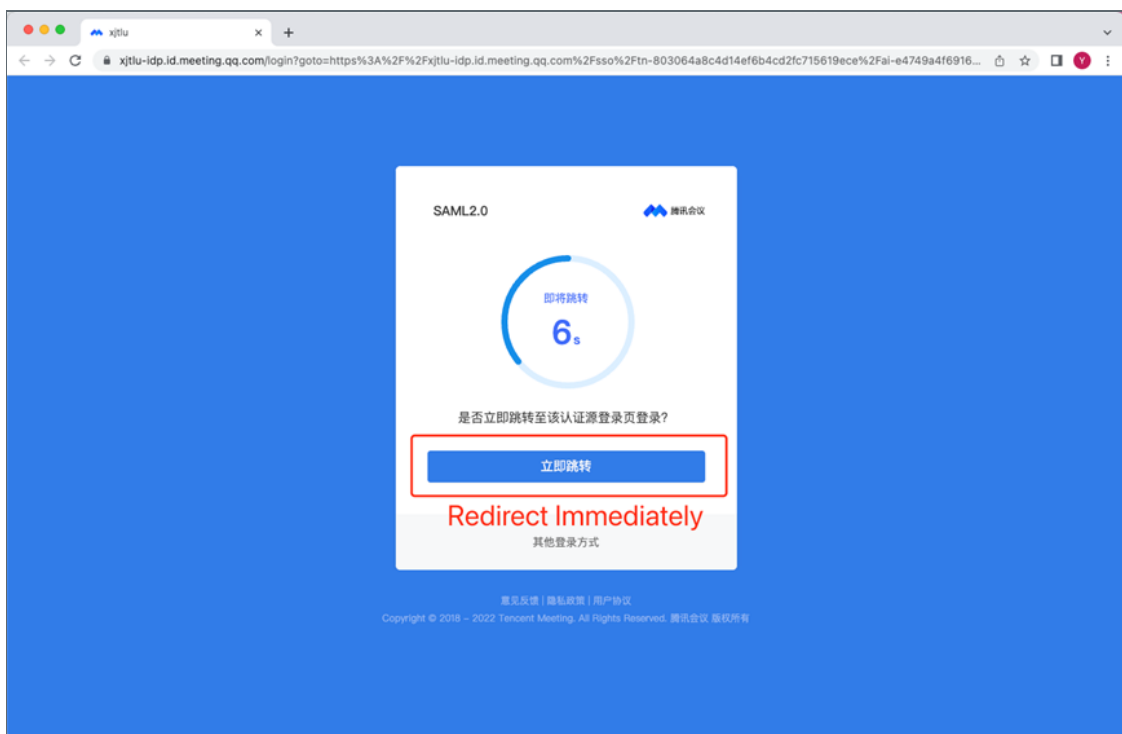 xjtlu
xjtlu-idp.id.meeting.qq.com/login?goto=https%3A%2F%2Fxjtlu-idp.id.meeting.qq.com%2Fsso%2Ftn-803064a8c4d14ef6b4cd2fc715619ece%2Fai-e4749a4f6916...
Y
SAML2.0
腾讯会议
即将跳转
6s
是否立即跳转至该认证源登录页登录?
立即跳转
Redirect Immediately
其他登录方式
意见反馈 | 隐私政策 | 用户协议
Copyright © 2018 – 2022 Tencent Meeting. All Rights Reserved. 腾讯会议 版权所有